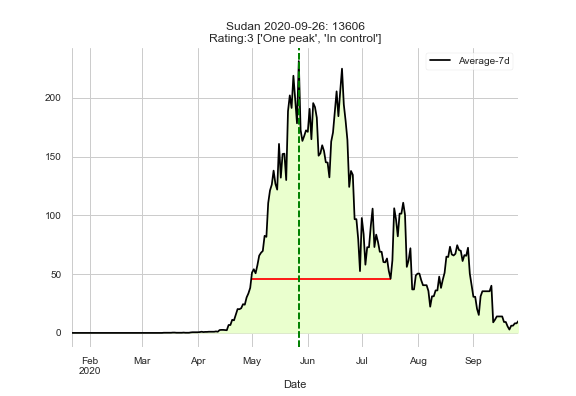 Sudan 2020-09-26: 13606
Rating:3 ['One peak', 'In control']
Average-7d
200
150
100
50
0
Feb Mar Apr May Jun Jul Aug Sep
2020
Date